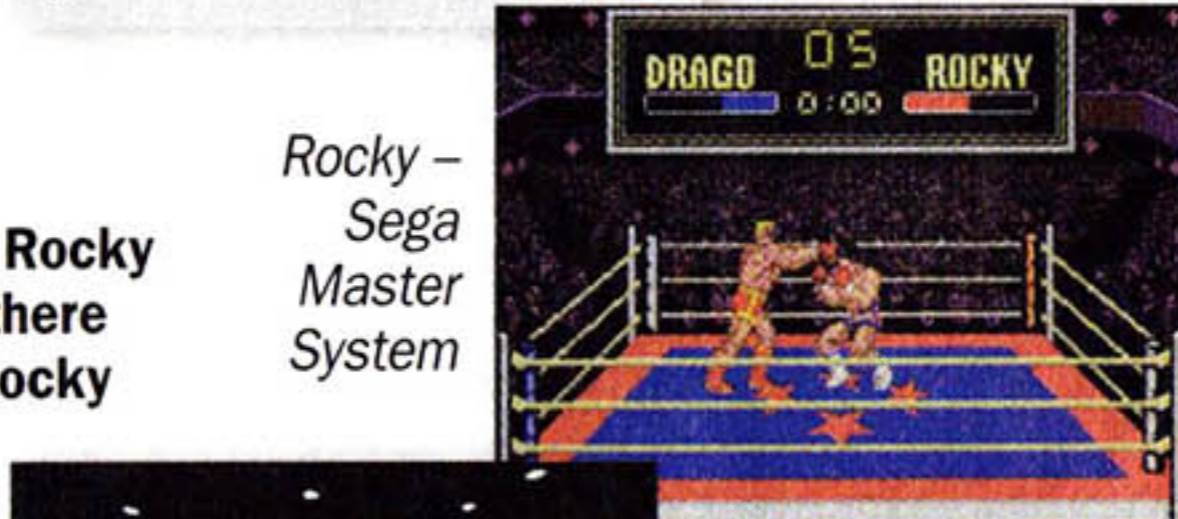 Rocky
here
ocky
Rocky –
Sega
Master
System
05
DRAGO
ROCKY
0:00